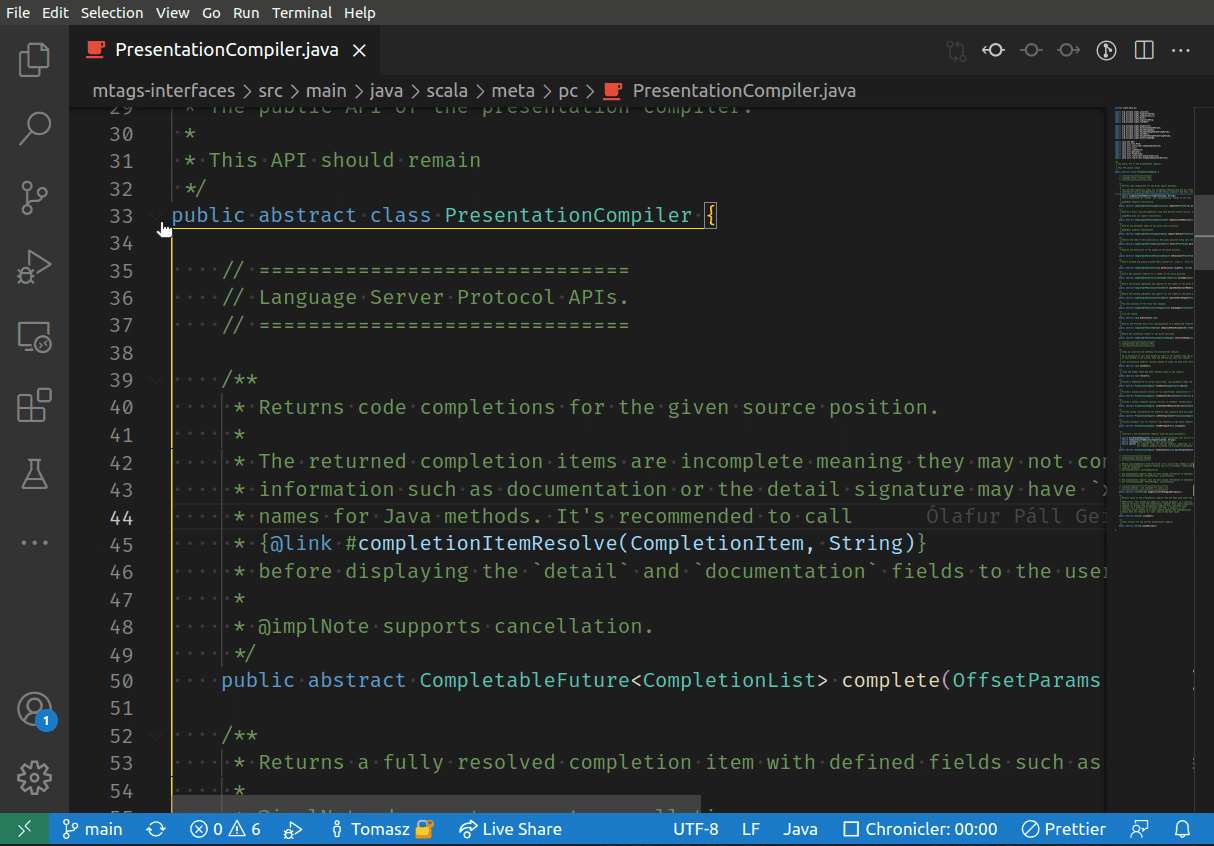 File Edit Selection View Go Run Terminal Help
PresentationCompiler.java
mtags-interfaces > src > main > java > scala > meta > pc > PresentationCompiler.java
29 * The public API of the presentation compiler.
30 *
31 * This API should remain
32 */
33 public abstract class PresentationCompiler {
34
35 // ==============================
36 // Language Server Protocol APIs.
37 // ==============================
38
39 /**
40 * Returns code completions for the given source position.
41 *
42 * The returned completion items are incomplete meaning they may not con
43 * information such as documentation or the detail signature may have `x
44 * names for Java methods. It's recommended to call Ólafur Páll Gei
45 * {@link #completionItemResolve(CompletionItem, String)}
46 * before displaying the `detail` and `documentation` fields to the user
47 *
48 * @implNote supports cancellation.
49 */
50 public abstract CompletableFuture<CompletionList> complete(OffsetParams
51
52 /**
53 * Returns a fully resolved completion item with defined fields such as
54 *
55
1
main 0 6 Tomasz Live Share UTF-8 LF Java Chronicler: 00:00 Prettier